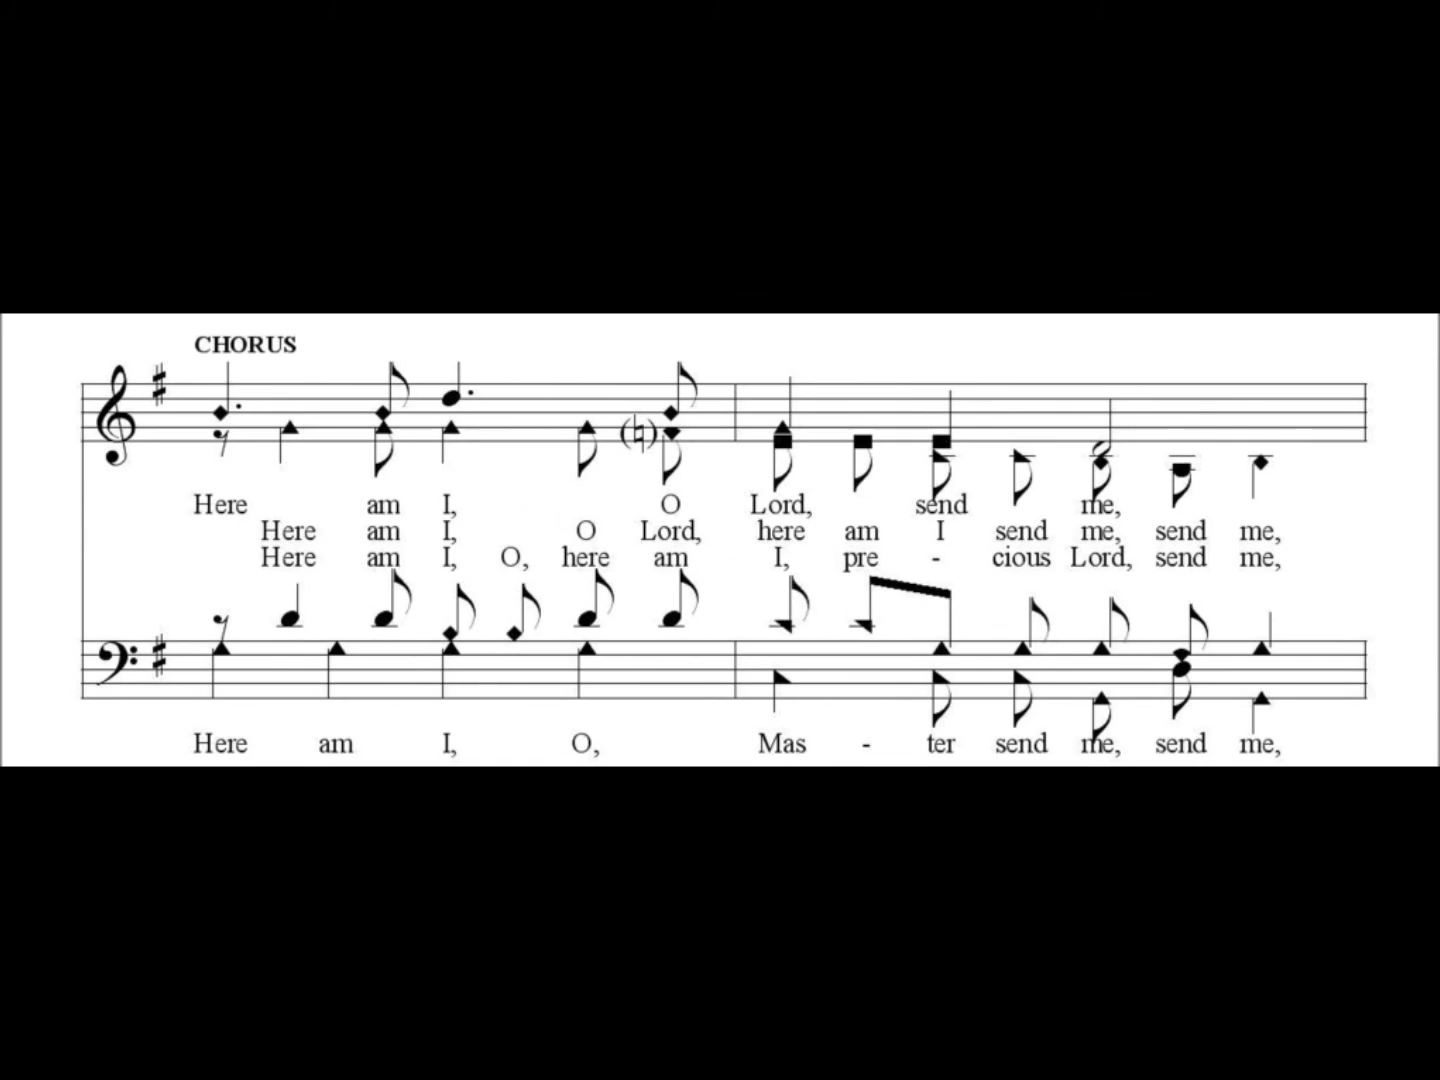 CHORUS
Here am I, O Lord, send me,
Here am I, O Lord, here am I send me, send me,
Here am I, O, here am I, pre - cious Lord, send me,
Here am I, O, Mas - ter send me, send me,